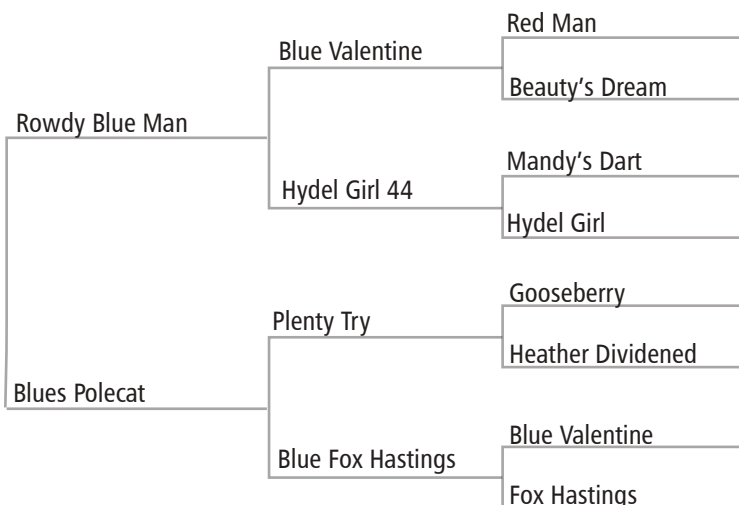 Red Man
Blue Valentine
Beauty's Dream
Rowdy Blue Man
Mandy's Dart
Hydel Girl 44
Hydel Girl
Gooseberry
Plenty Try
Heather Dividened
Blues Polecat
Blue Valentine
Blue Fox Hastings
Fox Hastings